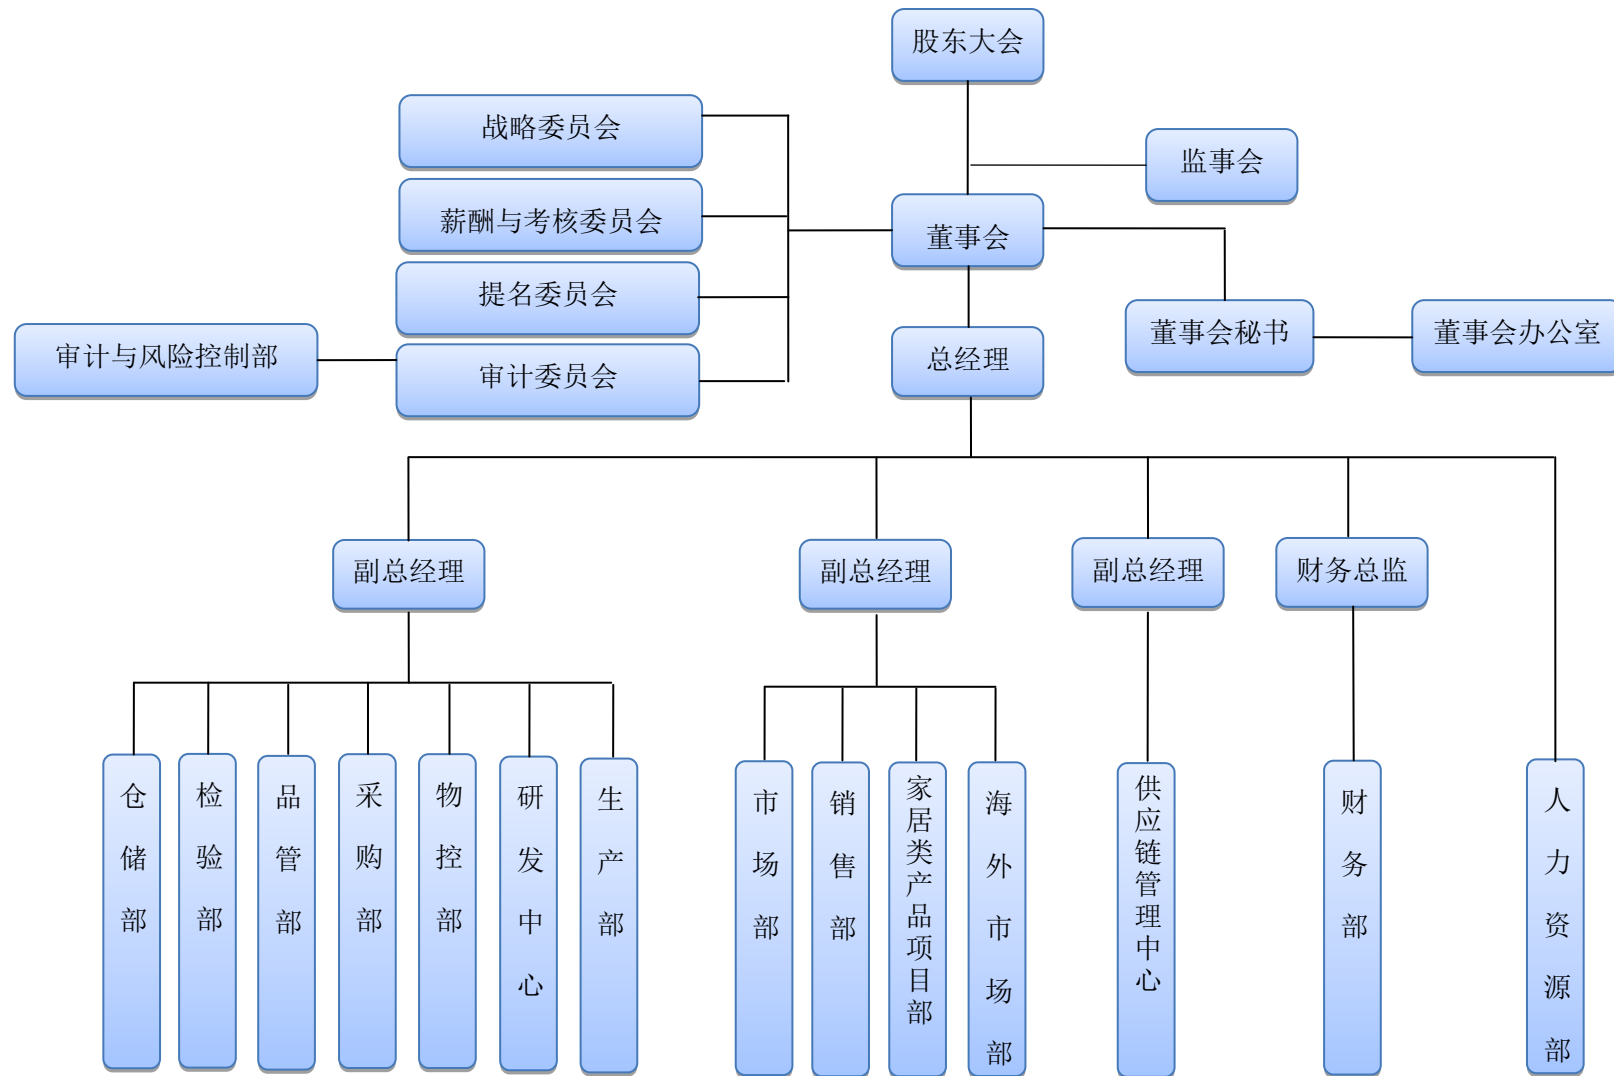 股东大会
战略委员会
监事会
薪酬与考核委员会
董事会
提名委员会
审计与风险控制部
审计委员会
总经理
董事会秘书
董事会办公室
副总经理
副总经理
副总经理
财务总监
仓储部
检验部
品管部
采购部
物控部
研发中心
生产部
市场部
销售部
家居类产品项目部
海外市场部
供应链管理中心
财务部
人力资源部